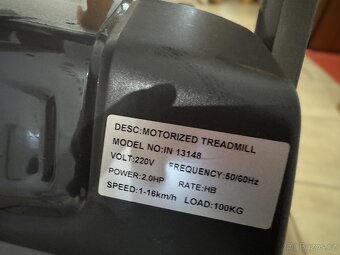 DESC:MOTORIZED TREADMILL
MODEL NO:IN 13148
VOLT:220V FREQUENCY:50/60Hz
POWER:2.0HP RATE:HB
SPEED:1-16km/h LOAD:100KG